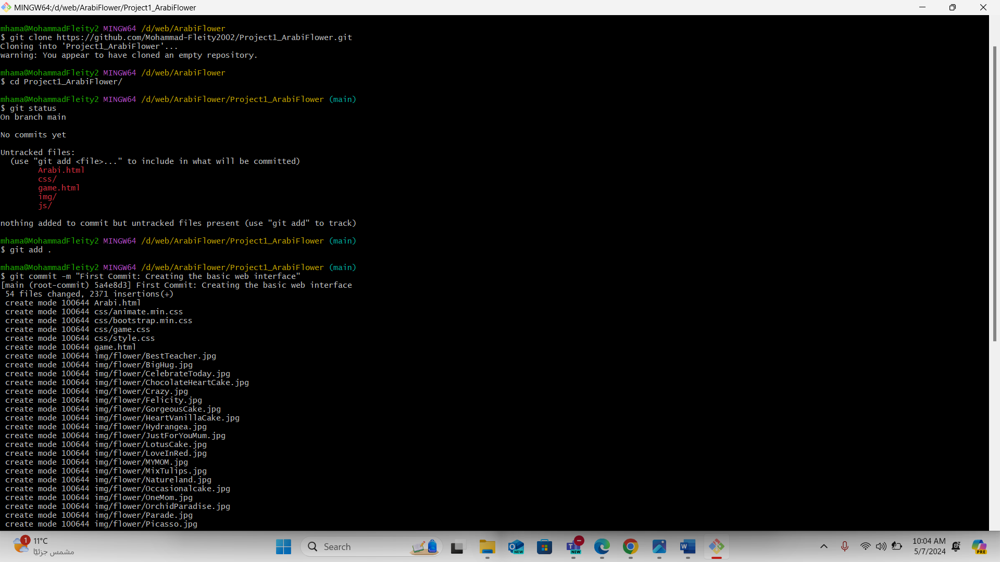 MINGW64:/d/web/ArabiFlower/Project1_ArabiFlower
mhama@MohammadFleity2 MINGW64 /d/web/ArabiFlower
$ git clone https://github.com/Mohammad-Fleity2002/Project1_ArabiFlower.git
Cloning into 'Project1_ArabiFlower'...
warning: You appear to have cloned an empty repository.
mhama@MohammadFleity2 MINGW64 /d/web/ArabiFlower
$ cd Project1_ArabiFlower/
mhama@MohammadFleity2 MINGW64 /d/web/ArabiFlower/Project1_ArabiFlower (main)
$ git status
On branch main
No commits yet
Untracked files:
(use "git add <file>..." to include in what will be committed)
Arabi.html
css/
game.html
img/
js/
nothing added to commit but untracked files present (use "git add" to track)
mhama@MohammadFleity2 MINGW64 /d/web/ArabiFlower/Project1_ArabiFlower (main)
$ git add .
mhama@MohammadFleity2 MINGW64 /d/web/ArabiFlower/Project1_ArabiFlower (main)
$ git commit -m "First Commit: Creating the basic web interface"
[main (root-commit) 5a4e8d3] First Commit: Creating the basic web interface
54 files changed, 2371 insertions(+)
create mode 100644 Arabi.html
create mode 100644 css/animate.min.css
create mode 100644 css/bootstrap.min.css
create mode 100644 css/game.css
create mode 100644 css/style.css
create mode 100644 game.html
create mode 100644 img/flower/BestTeacher.jpg
create mode 100644 img/flower/BigHug.jpg
create mode 100644 img/flower/CelebrateToday.jpg
create mode 100644 img/flower/ChocolateHeartCake.jpg
create mode 100644 img/flower/Crazy.jpg
create mode 100644 img/flower/Felicity.jpg
create mode 100644 img/flower/GorgeousCake.jpg
create mode 100644 img/flower/HeartVanillaCake.jpg
create mode 100644 img/flower/Hydrangea.jpg
create mode 100644 img/flower/JustForYouMum.jpg
create mode 100644 img/flower/LotusCake.jpg
create mode 100644 img/flower/LoveInRed.jpg
create mode 100644 img/flower/MYMOM.jpg
create mode 100644 img/flower/MixTulips.jpg
create mode 100644 img/flower/Natureland.jpg
create mode 100644 img/flower/Occasionalcake.jpg
create mode 100644 img/flower/OneMom.jpg
create mode 100644 img/flower/OrchidParadise.jpg
create mode 100644 img/flower/Parade.jpg
create mode 100644 img/flower/Picasso.jpg
1 11°C
مشمس جزئيًا
Search
NEW
NEW
10:04 AM
5/7/2024
PRE